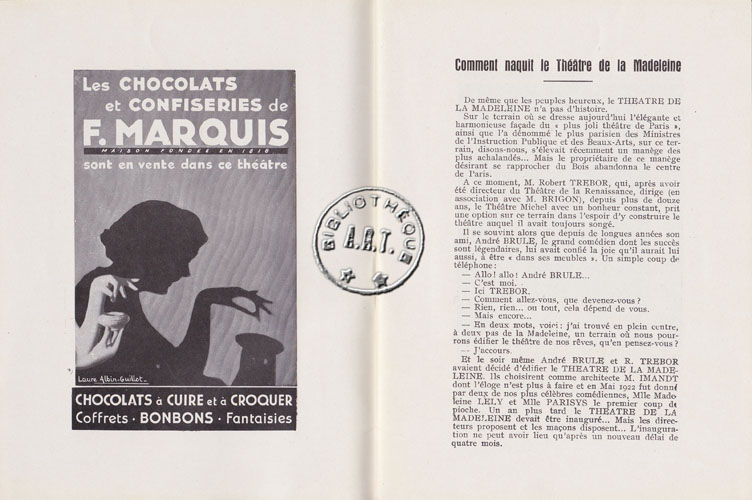 Les CHOCOLATS
et CONFISERIES de
F. MARQUIS
MAISON FONDÉE EN 1818
sont en vente dans ce théâtre
Laure Albin-Guillot_
CHOCOLATS à CUIRE et à CROQUER
Coffrets · BONBONS · Fantaisies
BIBLIOTHÈQUE
A.R.T.
Comment naquit le Théâtre de la Madeleine
De même que les peuples heureux, le THEATRE DE
LA MADELEINE n'a pas d'histoire.
Sur le terrain où se dresse aujourd'hui l'élégante et
harmonieuse façade du « plus joli théâtre de Paris »,
ainsi que l'a dénommé le plus parisien des Ministres
de l'Instruction Publique et des Beaux-Arts, sur ce ter-
rain, disons-nous, s'élevait récemment un manège des
plus achalandés... Mais le propriétaire de ce manège
désirant se rapprocher du Bois abandonna le centre
de Paris.
A ce moment, M. Robert TREBOR, qui, après avoir
été directeur du Théâtre de la Renaissance, dirige (en
association avec M. BRIGON), depuis plus de douze
ans, le Théâtre Michel avec un bonheur constant, prit
une option sur ce terrain dans l'espoir d'y construire le
théâtre auquel il avait toujours songé.
Il se souvint alors que depuis de longues années son
ami, André BRULE, le grand comédien dont les succès
sont légendaires, lui avait confié la joie qu'il aurait lui
aussi, à être « dans ses meubles ». Un simple coup de
téléphone :
— Allo! allo! André BRULE...
— C'est moi.
— Ici TREBOR.
— Comment allez-vous, que devenez-vous ?
— Rien, rien... ou tout, cela dépend de vous.
— Mais encore...
— En deux mots, voici : j'ai trouvé en plein centre,
à deux pas de la Madeleine, un terrain où nous pour-
rons édifier le théâtre de nos rêves, qu'en pensez-vous ?
— J'accours.
Et le soir même André BRULE et R. TREBOR
avaient décidé d'édifier le THEATRE DE LA MADE-
LEINE. Ils choisirent comme architecte M. IMANDT
dont l'éloge n'est plus à faire et en Mai 1922 fut donné
par deux de nos plus célèbres comédiennes, Mlle Made-
leine LELY et Mlle PARISYS le premier coup de
pioche. Un an plus tard le THEATRE DE LA
MADELEINE devait être inauguré... Mais les direc-
teurs proposent et les maçons disposent... L'inaugura-
tion ne peut avoir lieu qu'après un nouveau délai de
quatre mois.